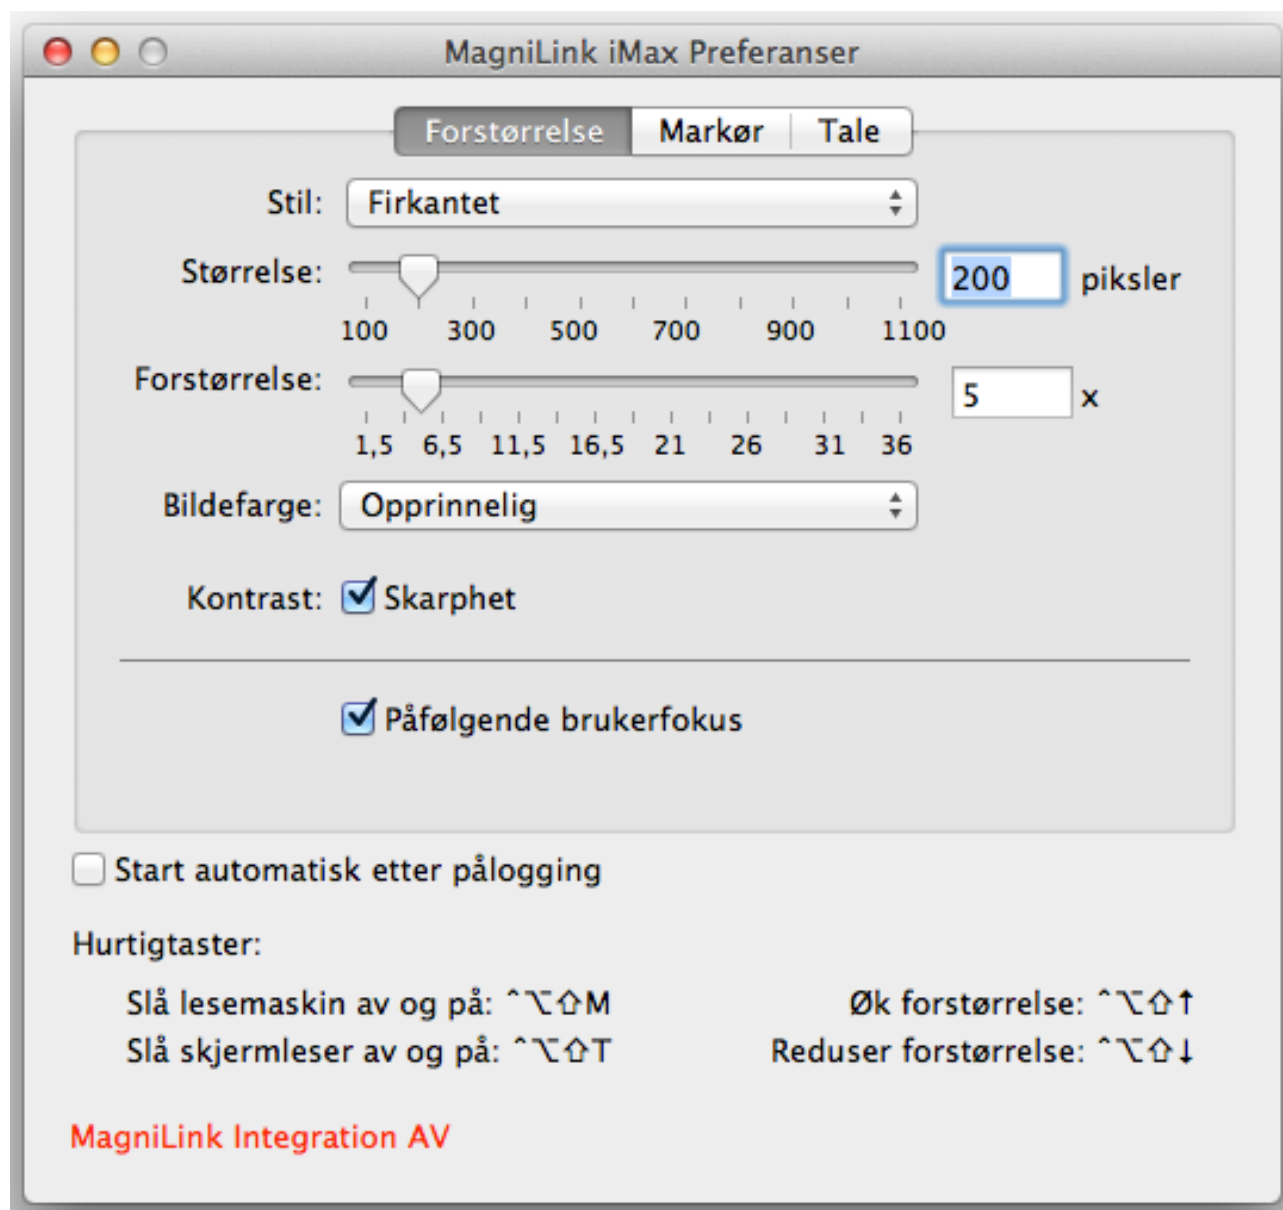 MagniLink iMax Preferanser
Forstørrelse Markør Tale
Stil: Firkantet
Størrelse: 200 piksler
100 300 500 700 900 1100
Forstørrelse: 5 x
1,5 6,5 11,5 16,5 21 26 31 36
Bildefarge: Opprinnelig
Kontrast: Skarphet
Påfølgende brukerfokus
Start automatisk etter pålogging
Hurtigtaster:
Slå lesemaskin av og på: ⌃⌥⇧M Øk forstørrelse: ⌃⌥⇧↑
Slå skjermleser av og på: ⌃⌥⇧T Reduser forstørrelse: ⌃⌥⇧↓
MagniLink Integration AV